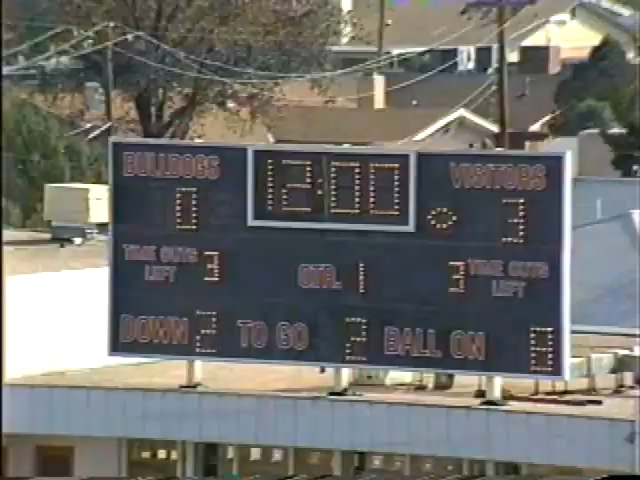 BULLDOGS 12:00 VISITORS
0 3
TIME OUTS LEFT 3 QTR. 1 3 TIME OUTS LEFT
DOWN 2 TO GO 2 BALL ON 8